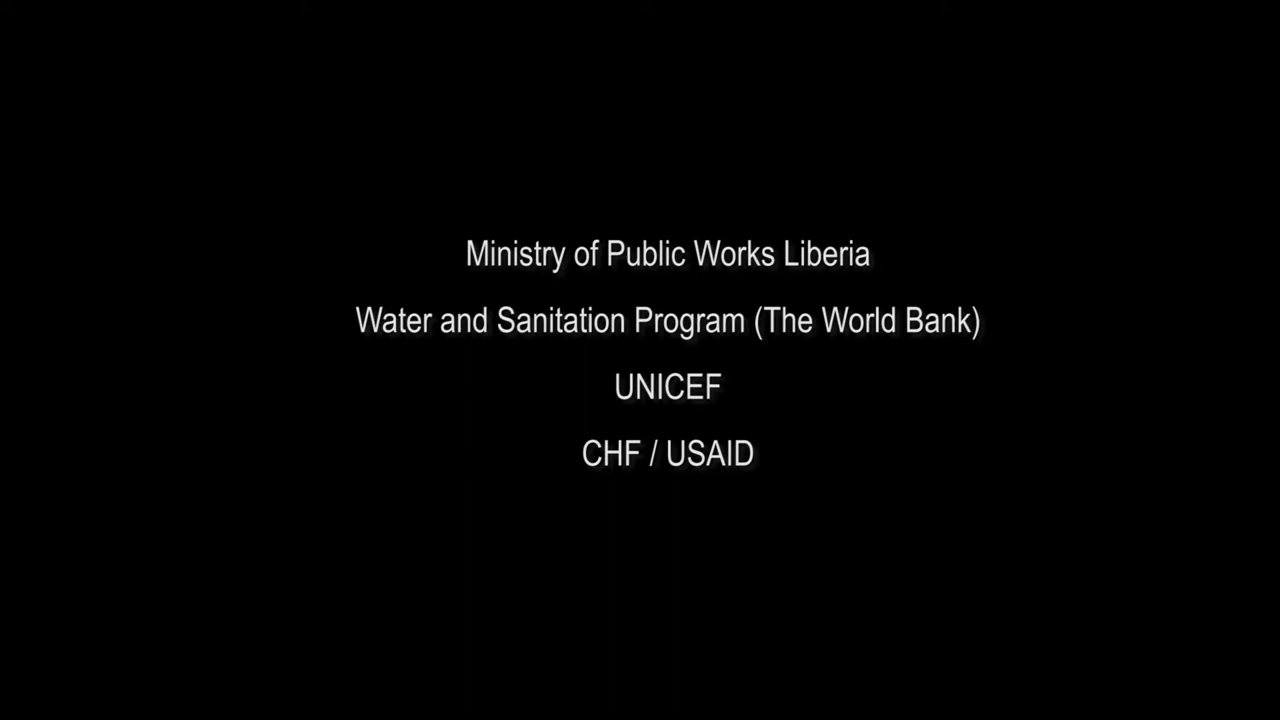 Ministry of Public Works Liberia
Water and Sanitation Program (The World Bank)
UNICEF
CHF / USAID